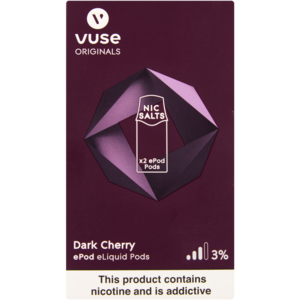 VUSE
ORIGINALS
NIC
SALTS
x2 ePod
Pods
Dark Cherry
ePod eLiquid Pods
3%
This product contains
nicotine and is addictive